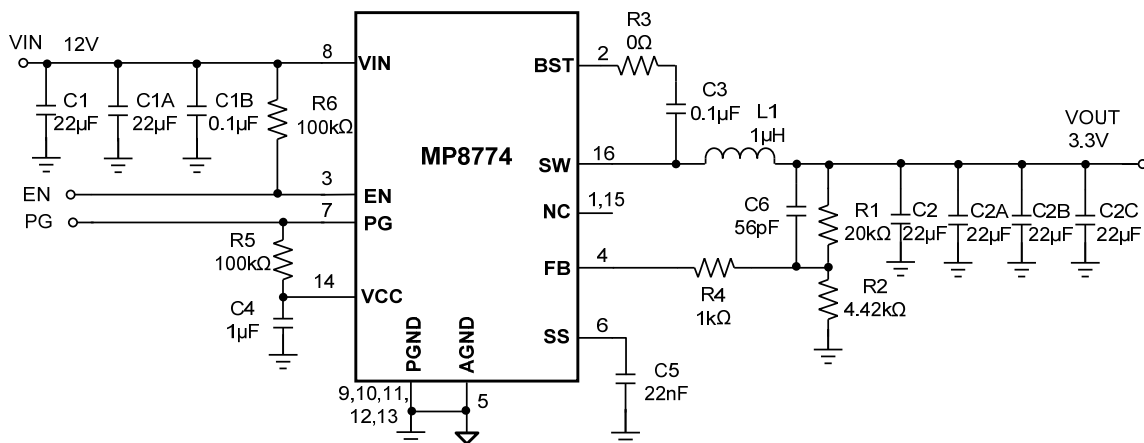 VIN 12V
C1
22µF
C1A
22µF
C1B
0.1µF
R6
100kΩ
EN
PG
R5
100kΩ
C4
1µF
8
3
7
14
VIN
EN
PG
VCC
MP8774
BST
SW
NC
FB
SS
PGND
AGND
9,10,11,
12,13
5
2
16
1,15
4
6
R3
0Ω
C3
0.1µF
L1
1µH
C6
56pF
R1
20kΩ
R4
1kΩ
R2
4.42kΩ
C5
22nF
C2
22µF
C2A
22µF
C2B
22µF
C2C
22µF
VOUT
3.3V